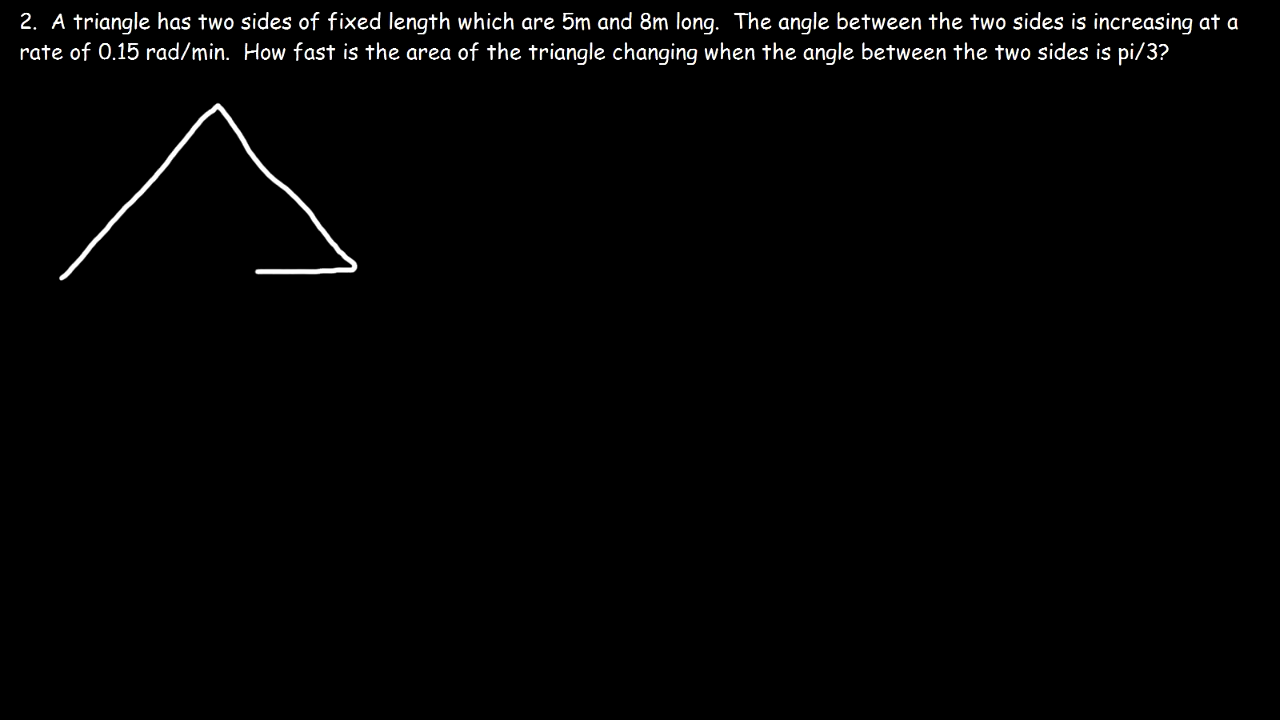 2. A triangle has two sides of fixed length which are 5m and 8m long. The angle between the two sides is increasing at a
rate of 0.15 rad/min. How fast is the area of the triangle changing when the angle between the two sides is pi/3?